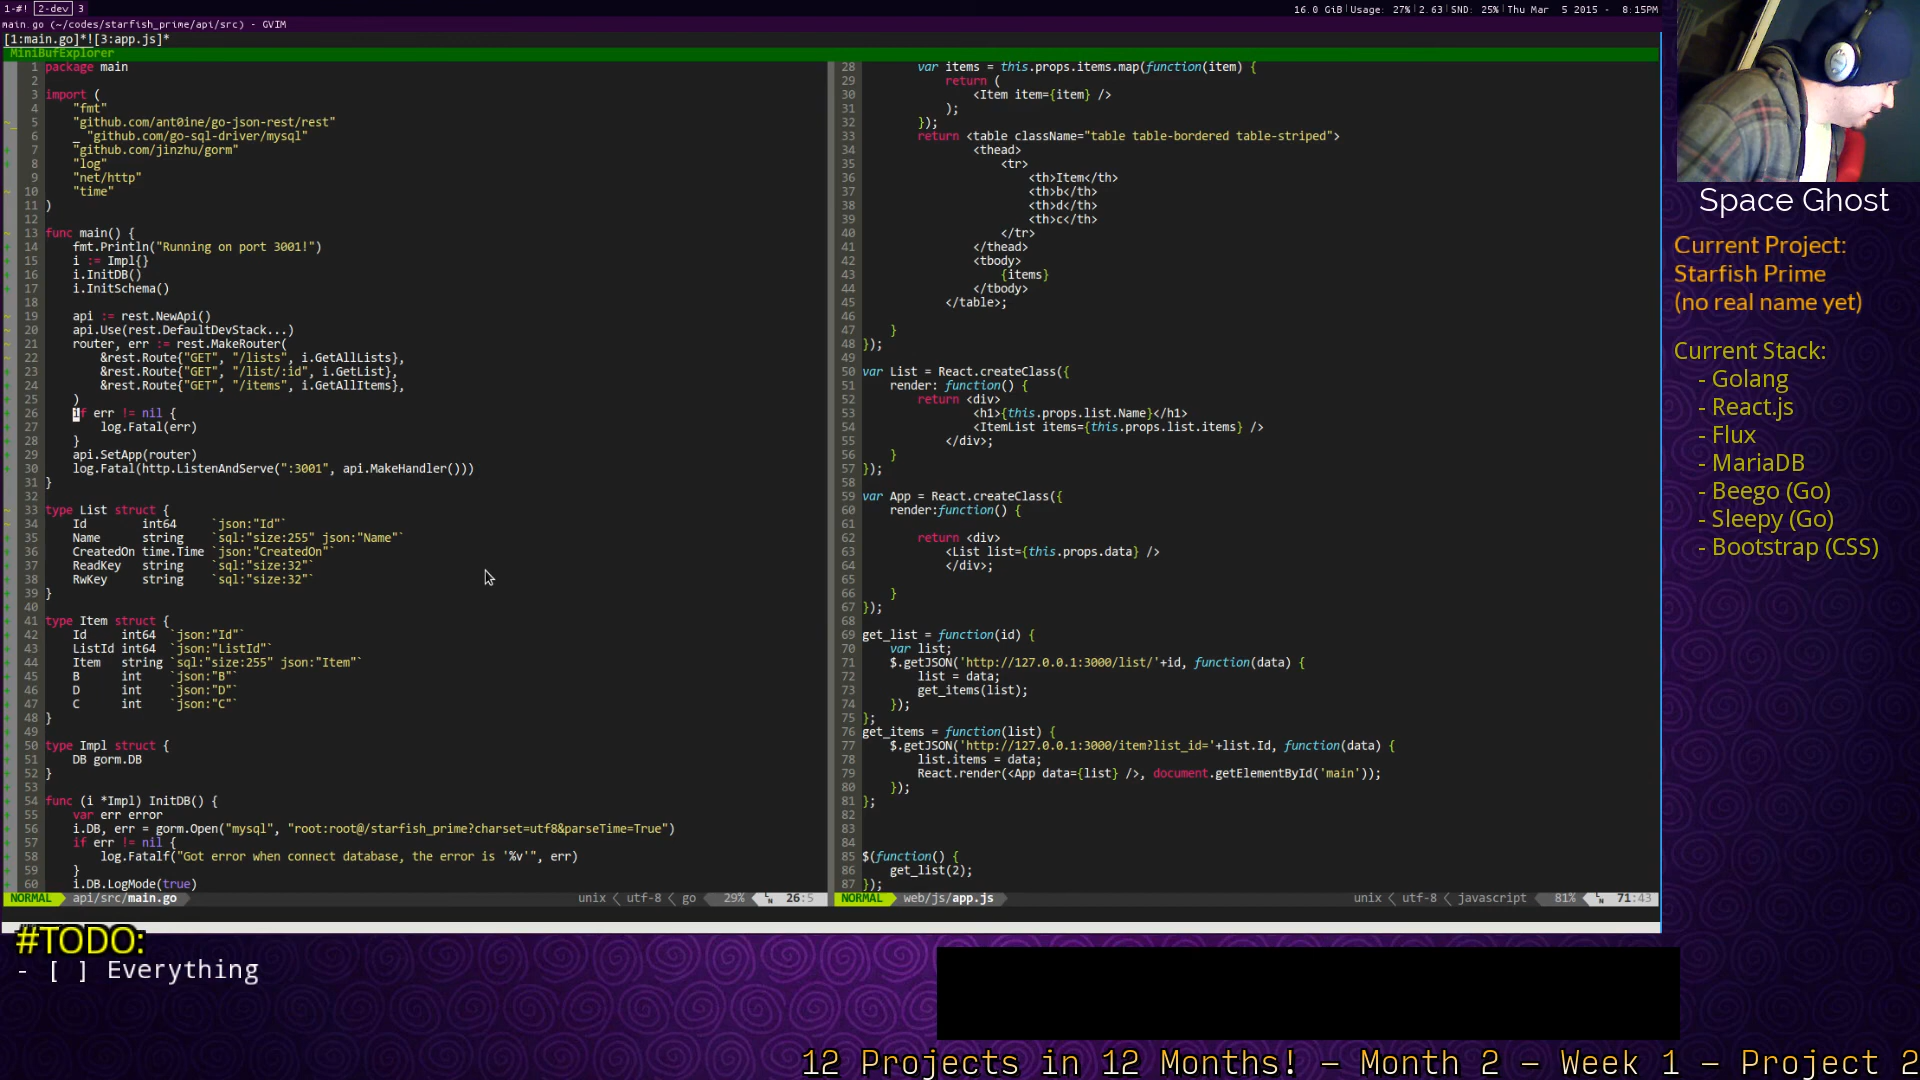 1-#! 2-dev 3
16.0 GiB|Usage: 27%|2.63|SND: 25%|Thu Mar  5 2015 -  8:15PM
main.go (~/codes/starfish_prime/api/src) - GVIM
[1:main.go]*![3:app.js]*
MiniBufExplorer
1 package main
2
3 import (
4     "fmt"
5     "github.com/ant0ine/go-json-rest/rest"
6     _ "github.com/go-sql-driver/mysql"
7     "github.com/jinzhu/gorm"
8     "log"
9     "net/http"
10     "time"
11 )
12
13 func main() {
14     fmt.Println("Running on port 3001!")
15     i := Impl{}
16     i.InitDB()
17     i.InitSchema()
18
19     api := rest.NewApi()
20     api.Use(rest.DefaultDevStack...)
21     router, err := rest.MakeRouter(
22         &rest.Route{"GET", "/lists", i.GetAllLists},
23         &rest.Route{"GET", "/list/:id", i.GetList},
24         &rest.Route{"GET", "/items", i.GetAllItems},
25     )
26     if err != nil {
27         log.Fatal(err)
28     }
29     api.SetApp(router)
30     log.Fatal(http.ListenAndServe(":3001", api.MakeHandler()))
31 }
32
33 type List struct {
34     Id        int64     `json:"Id"`
35     Name      string    `sql:"size:255" json:"Name"`
36     CreatedOn time.Time `json:"CreatedOn"`
37     ReadKey   string    `sql:"size:32"`
38     RwKey     string    `sql:"size:32"`
39 }
40
41 type Item struct {
42     Id     int64  `json:"Id"`
43     ListId int64  `json:"ListId"`
44     Item   string `sql:"size:255" json:"Item"`
45     B      int    `json:"B"`
46     D      int    `json:"D"`
47     C      int    `json:"C"`
48 }
49
50 type Impl struct {
51     DB gorm.DB
52 }
53
54 func (i *Impl) InitDB() {
55     var err error
56     i.DB, err = gorm.Open("mysql", "root:root@/starfish_prime?charset=utf8&parseTime=True")
57     if err != nil {
58         log.Fatalf("Got error when connect database, the error is '%v'", err)
59     }
60     i.DB.LogMode(true)
NORMAL api/src/main.go unix < utf-8 < go 29% LN 26:5
28         var items = this.props.items.map(function(item) {
29             return (
30                 <Item item={item} />
31             );
32         });
33         return <table className="table table-bordered table-striped">
34                 <thead>
35                     <tr>
36                         <th>Item</th>
37                         <th>b</th>
38                         <th>d</th>
39                         <th>c</th>
40                     </tr>
41                 </thead>
42                 <tbody>
43                     {items}
44                 </tbody>
45             </table>;
46
47     }
48 });
49
50 var List = React.createClass({
51     render: function() {
52         return <div>
53                 <h1>{this.props.list.Name}</h1>
54                 <ItemList items={this.props.list.items} />
55             </div>;
56     }
57 });
58
59 var App = React.createClass({
60     render:function() {
61
62         return <div>
63             <List list={this.props.data} />
64             </div>;
65
66     }
67 });
68
69 get_list = function(id) {
70     var list;
71     $.getJSON('http://127.0.0.1:3000/list/'+id, function(data) {
72         list = data;
73         get_items(list);
74     });
75 };
76 get_items = function(list) {
77     $.getJSON('http://127.0.0.1:3000/item?list_id='+list.Id, function(data) {
78         list.items = data;
79         React.render(<App data={list} />, document.getElementById('main'));
80     });
81 };
82
83
84
85 $(function() {
86     get_list(2);
87 });
NORMAL web/js/app.js unix < utf-8 < javascript 81% LN 71:43
Space Ghost
Current Project:
Starfish Prime
(no real name yet)
Current Stack:
- Golang
- React.js
- Flux
- MariaDB
- Beego (Go)
- Sleepy (Go)
- Bootstrap (CSS)
#TODO:
- [ ] Everything
12 Projects in 12 Months! - Month 2 - Week 1 - Project 2